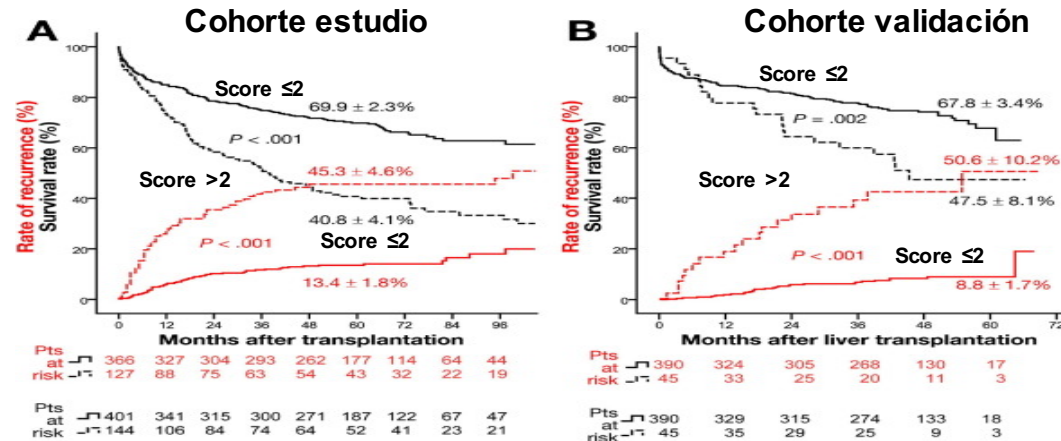 A Cohorte estudio
Rate of recurrence (%)
Survival rate (%)
100
80
60
40
20
0
Score ≤2
69.9 ± 2.3%
P < .001
45.3 ± 4.6%
Score >2
40.8 ± 4.1%
P < .001
Score ≤2
13.4 ± 1.8%
0 12 24 36 48 60 72 84 96
Months after transplantation
Pts
at
risk
366 327 304 293 262 177 114 64 44
127 88 75 63 54 43 32 22 19
Pts
at
risk
401 341 315 300 271 187 122 67 47
144 106 84 74 64 52 41 23 21
B Cohorte validación
Rate of recurrence (%)
Survival rate (%)
100
80
60
40
20
0
Score ≤2
67.8 ± 3.4%
P = .002
50.6 ± 10.2%
Score >2
47.5 ± 8.1%
P < .001
Score ≤2
8.8 ± 1.7%
0 12 24 36 48 60 72
Months after liver transplantation
Pts
at
risk
390 324 305 268 130 17
45 33 25 20 11 3
Pts
at
risk
390 329 315 274 133 18
45 35 29 25 9 3